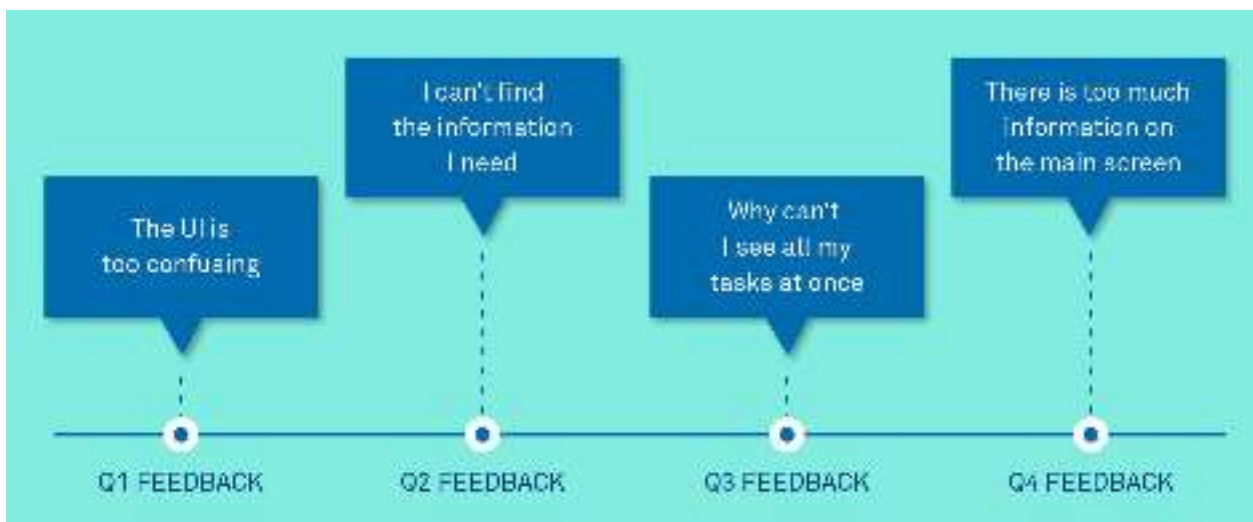 The UI is
too confusing
Q1 FEEDBACK
I can't find
the information
I need
Q2 FEEDBACK
Why can't
I see all my
tasks at once
Q3 FEEDBACK
There is too much
information on
the main screen
Q4 FEEDBACK